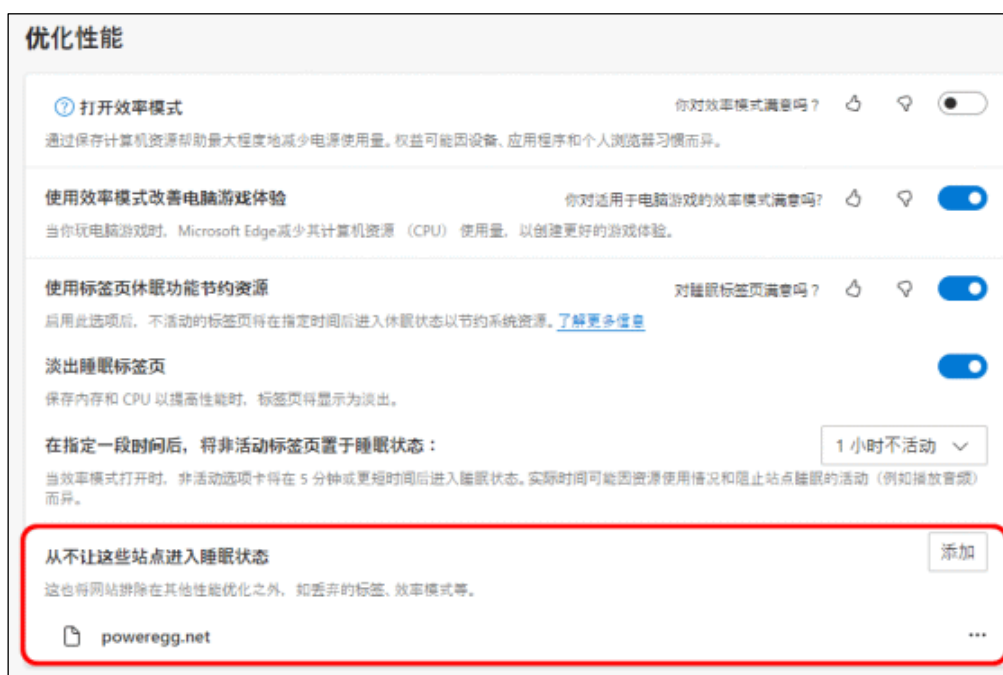 优化性能
打开效率模式 你对效率模式满意吗？
通过保存计算机资源帮助最大程度地减少电源使用量。权益可能因设备、应用程序和个人浏览器习惯而异。
使用效率模式改善电脑游戏体验 你对适用于电脑游戏的效率模式满意吗?
当你玩电脑游戏时，Microsoft Edge减少其计算机资源 （CPU） 使用量，以创建更好的游戏体验。
使用标签页休眠功能节约资源 对睡眠标签页满意吗？
启用此选项后，不活动的标签页将在指定时间后进入休眠状态以节约系统资源。了解更多信息
淡出睡眠标签页
保存内存和 CPU 以提高性能时，标签页将显示为淡出。
在指定一段时间后，将非活动标签页置于睡眠状态： 1 小时不活动
当效率模式打开时，非活动选项卡将在 5 分钟或更短时间后进入睡眠状态。实际时间可能因资源使用情况和阻止站点睡眠的活动（例如播放音频）
而异。
从不让这些站点进入睡眠状态 添加
这也将网站排除在其他性能优化之外，如丢弃的标签、效率模式等。
poweregg.net